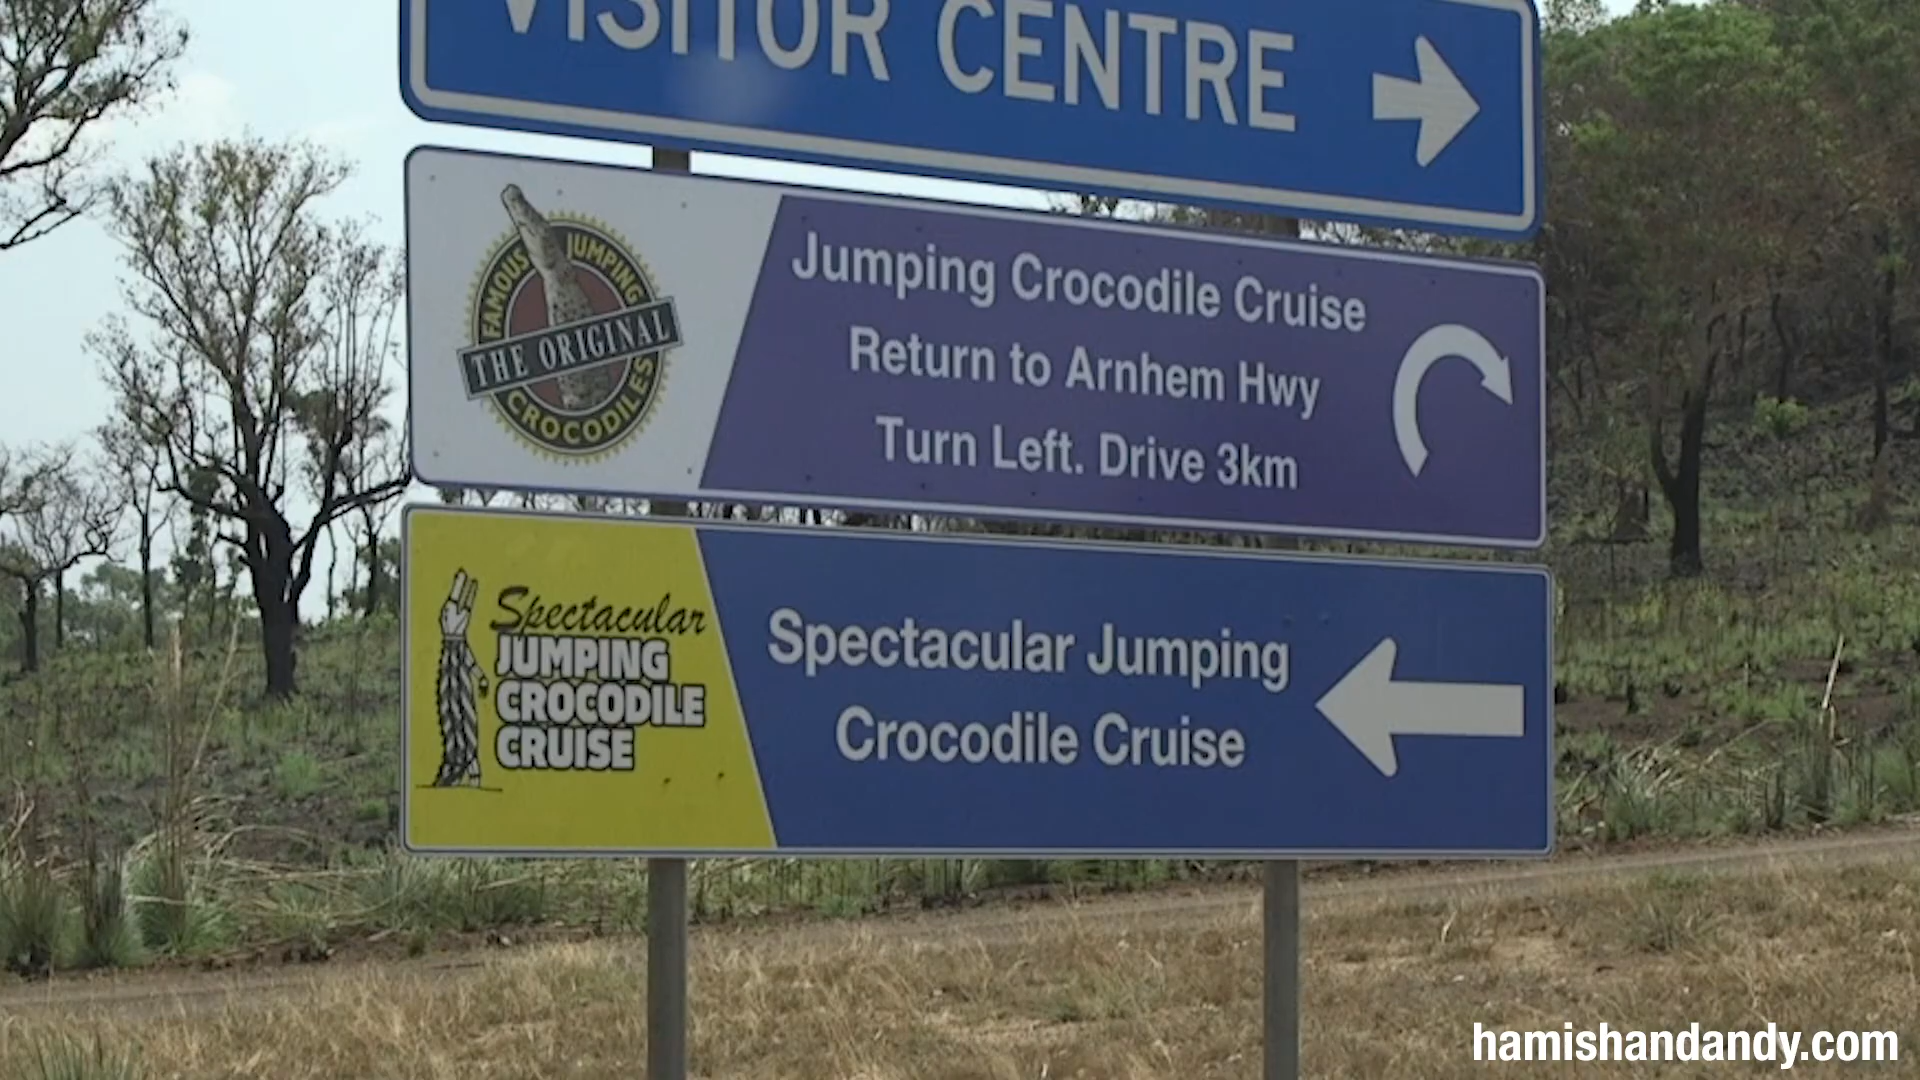 VISITOR CENTRE
FAMOUS JUMPING
THE ORIGINAL
CROCODILES
Jumping Crocodile Cruise
Return to Arnhem Hwy
Turn Left. Drive 3km
Spectacular
JUMPING
CROCODILE
CRUISE
Spectacular Jumping
Crocodile Cruise
hamishandandy.com